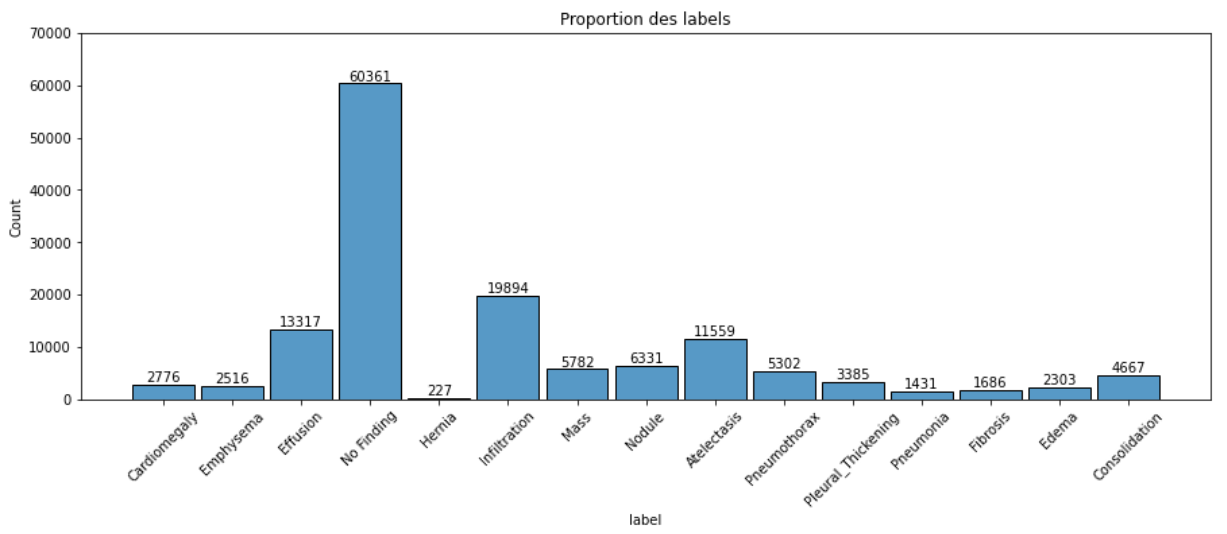 Proportion des labels
70000
60000
50000
40000
30000
20000
10000
0
Count
2776
2516
13317
60361
227
19894
5782
6331
11559
5302
3385
1431
1686
2303
4667
Cardiomegaly
Emphysema
Effusion
No Finding
Hernia
Infiltration
Mass
Nodule
Atelectasis
Pneumothorax
Pleural_Thickening
Pneumonia
Fibrosis
Edema
Consolidation
label